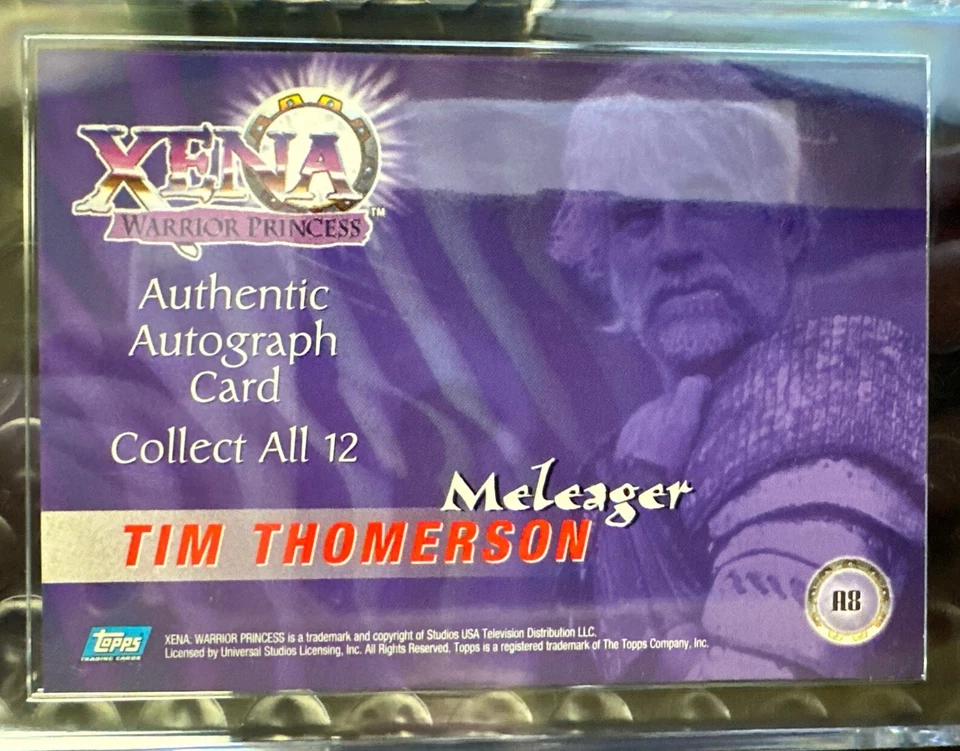 XENA
WARRIOR PRINCESS™
Authentic
Autograph
Card
Collect All 12
Meleager
TIM THOMERSON
A8
topps
TRADING CARDS
XENA: WARRIOR PRINCESS is a trademark and copyright of Studios USA Television Distribution LLC.
Licensed by Universal Studios Licensing, Inc. All Rights Reserved. Topps is a registered trademark of The Topps Company, Inc.